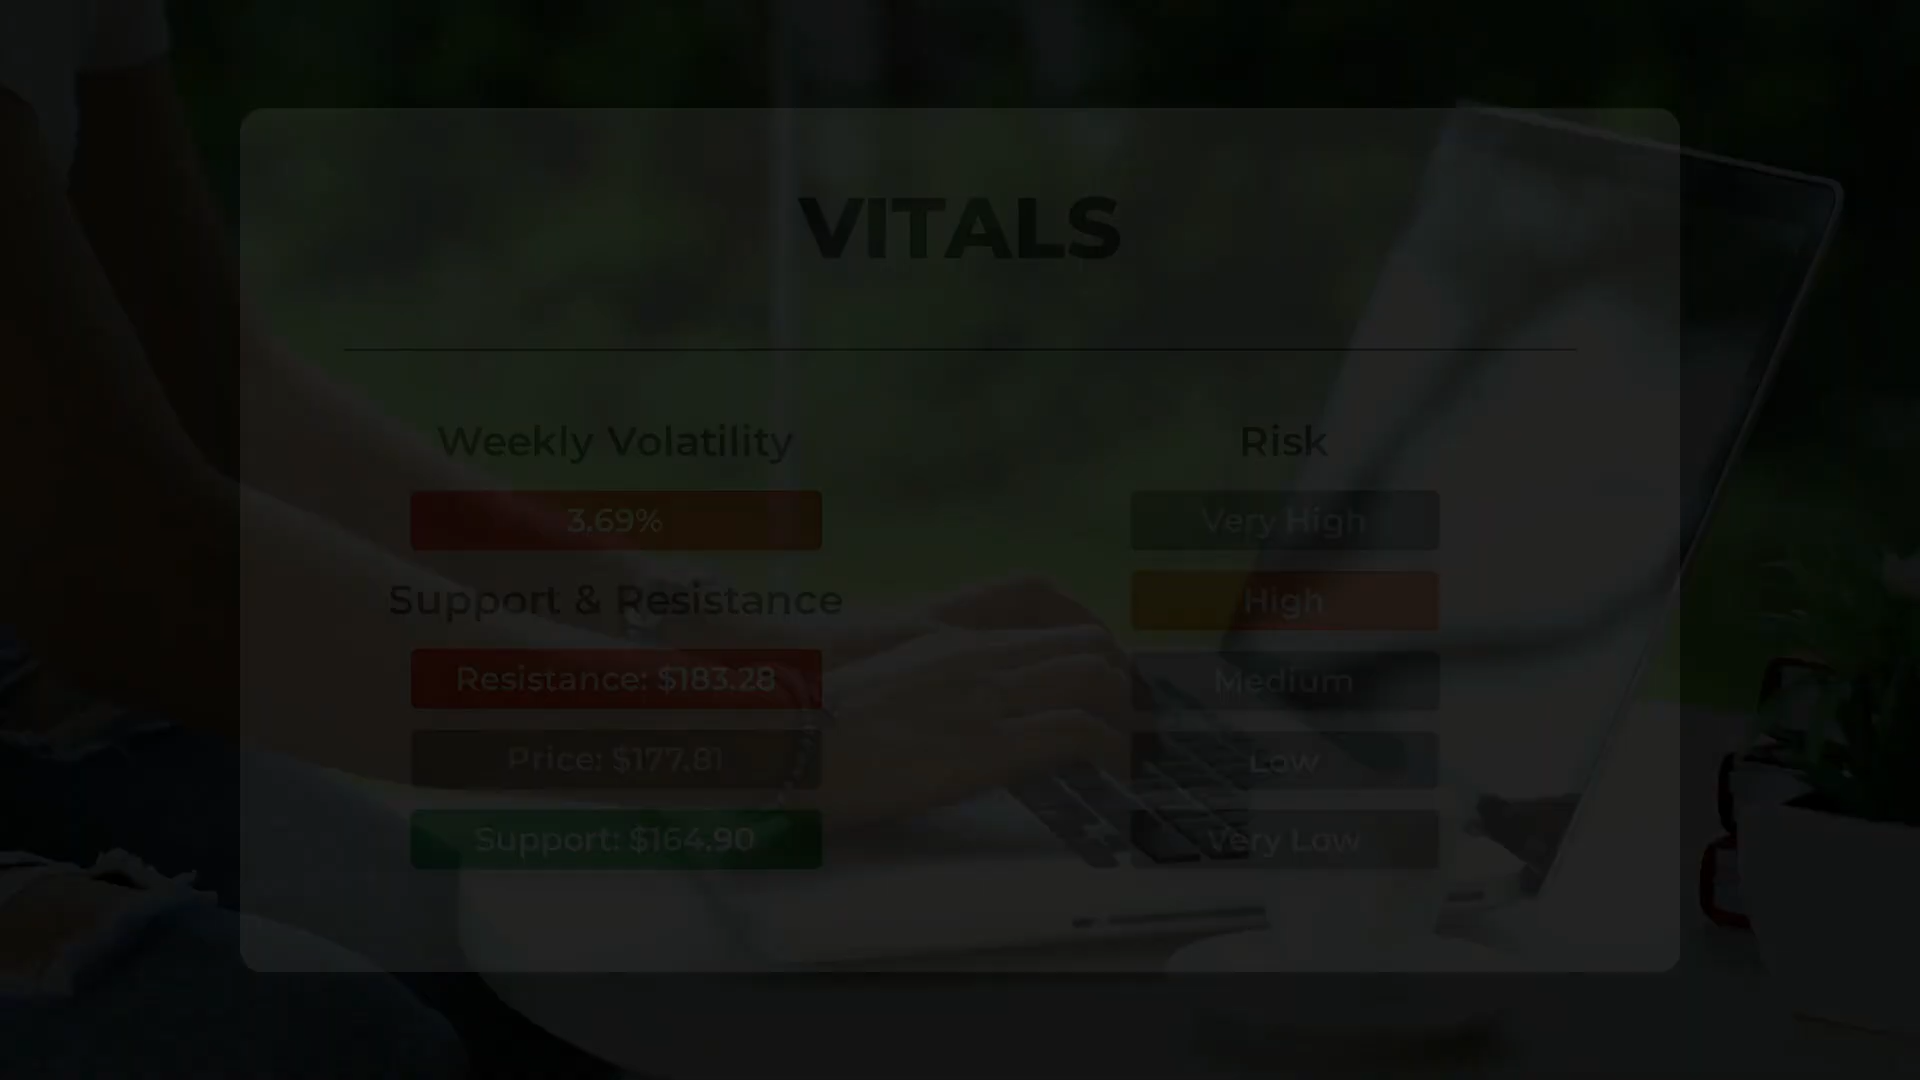 VITALS
Weekly Volatility
3.69%
Support & Resistance
Resistance: $183.28
Price: $177.81
Support: $164.90
Risk
Very High
High
Medium
Low
Very Low